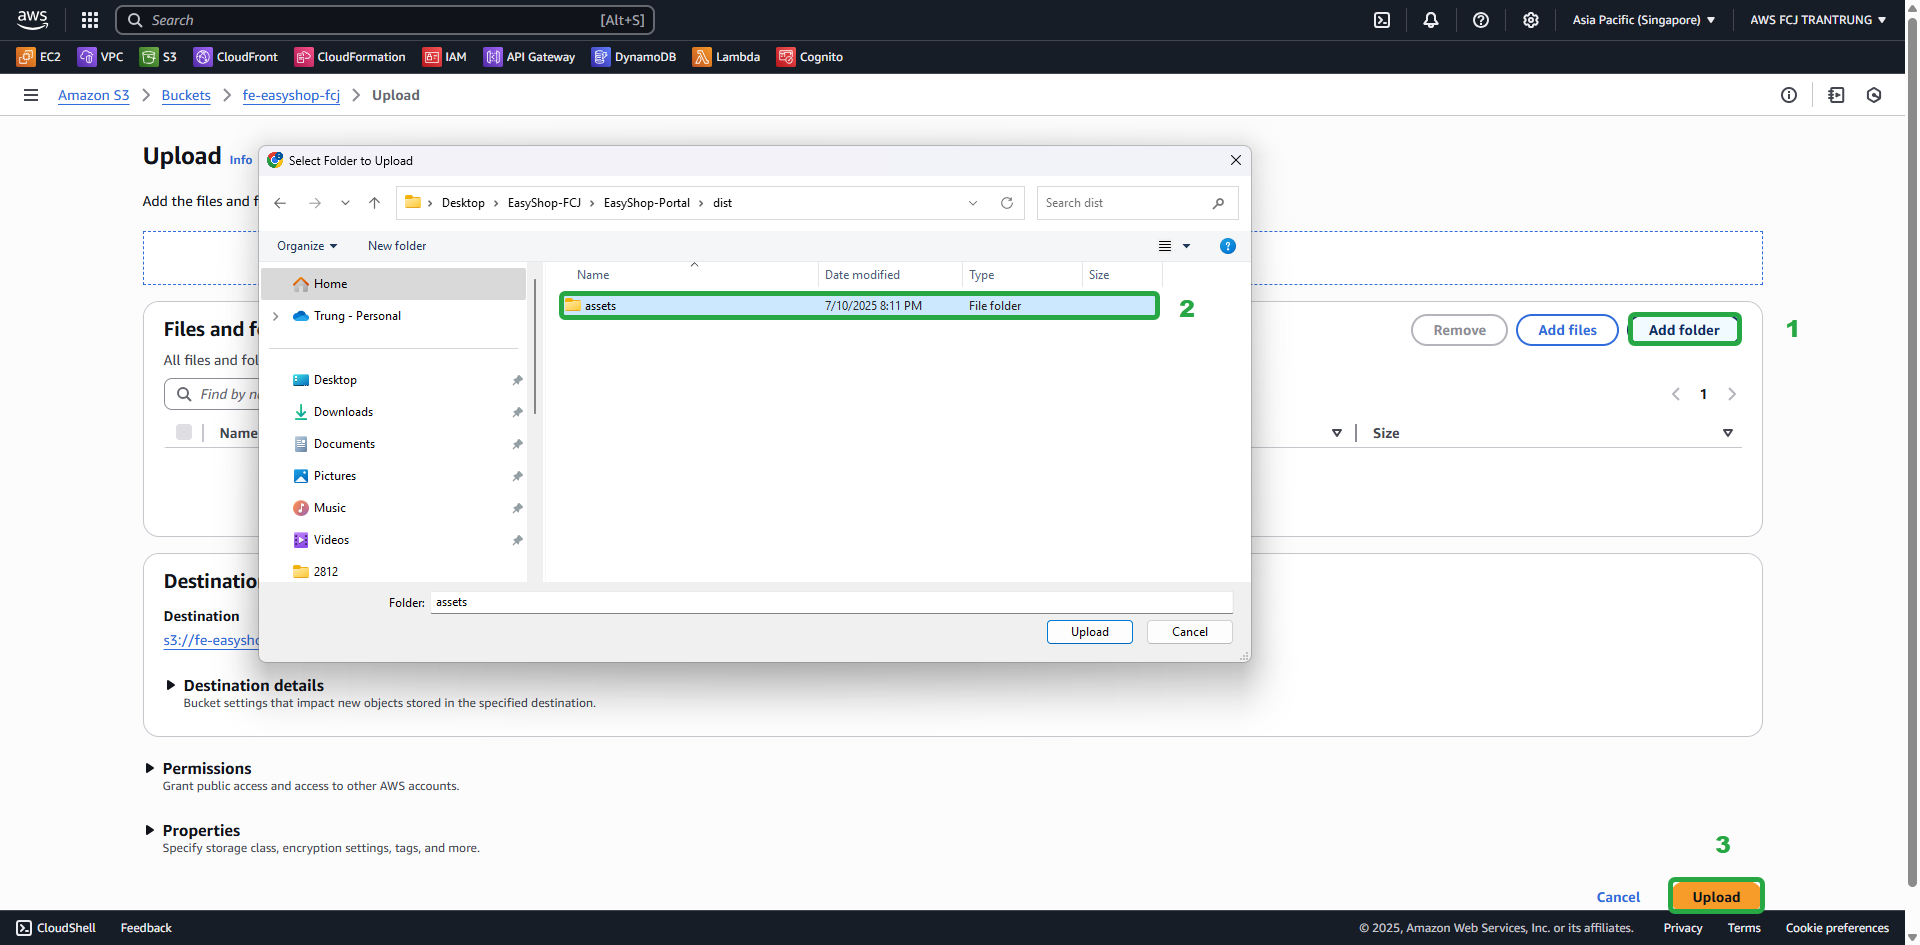 aws Search [Alt+S] Asia Pacific (Singapore) AWS FCJ TRANTRUNG
EC2 VPC S3 CloudFront CloudFormation IAM API Gateway DynamoDB Lambda Cognito
Amazon S3 Buckets fe-easyshop-fcj Upload
Upload Info
Add the files and f
Select Folder to Upload
Desktop EasyShop-FCJ EasyShop-Portal dist Search dist
Organize New folder
Home
Trung - Personal
Desktop
Downloads
Documents
Pictures
Music
Videos
2812
Name Date modified Type Size
assets 7/10/2025 8:11 PM File folder 2
Folder: assets
Upload Cancel
Files and f
Remove Add files Add folder 1
All files and fol
Find by n
1
Name Size
Destinatio
Destination
s3://fe-easysh
Destination details
Bucket settings that impact new objects stored in the specified destination.
Permissions
Grant public access and access to other AWS accounts.
Properties
Specify storage class, encryption settings, tags, and more.
3
Cancel Upload
CloudShell Feedback © 2025, Amazon Web Services, Inc. or its affiliates. Privacy Terms Cookie preferences